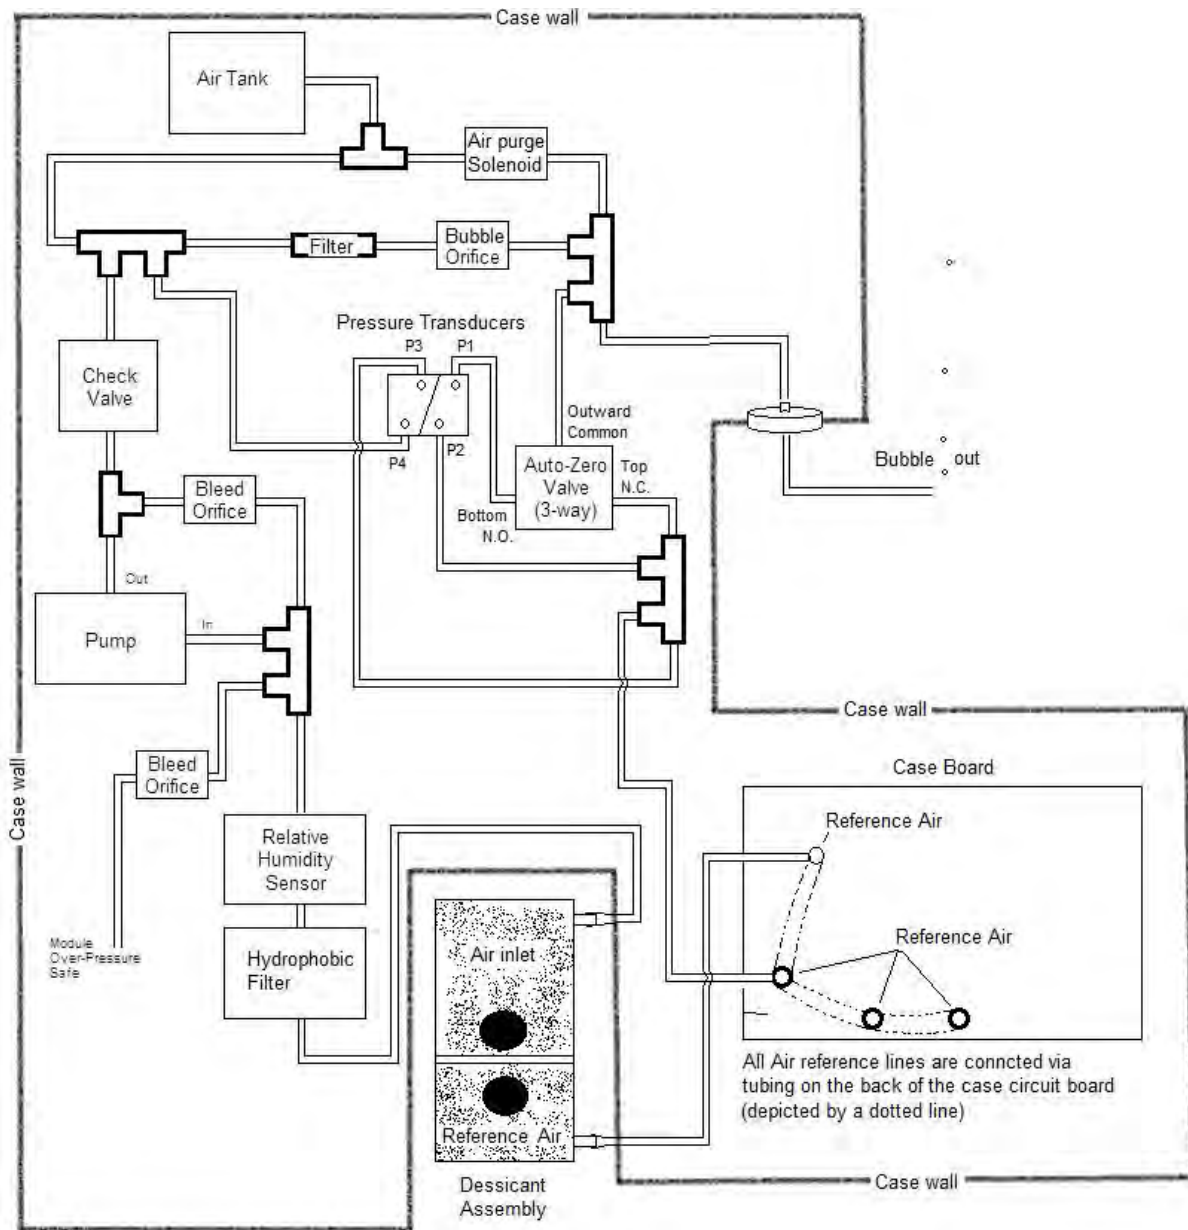 Case wall
Air Tank
Air purge
Solenoid
Filter
Bubble
Orifice
Pressure Transducers
P3
P1
Check
Valve
Outward
Common
P4
P2
Bubble out
Auto-Zero
Valve
(3-way)
Top
N.C.
Bleed
Orifice
Bottom
N.O.
Out
Pump
In
Case wall
Bleed
Orifice
Case wall
Case Board
Reference Air
Relative
Humidity
Sensor
Module
Over-Pressure
Safe
Hydrophobic
Filter
Air inlet
Reference Air
All Air reference lines are conncted via
tubing on the back of the case circuit board
(depicted by a dotted line)
Reference Air
Case wall
Dessicant
Assembly